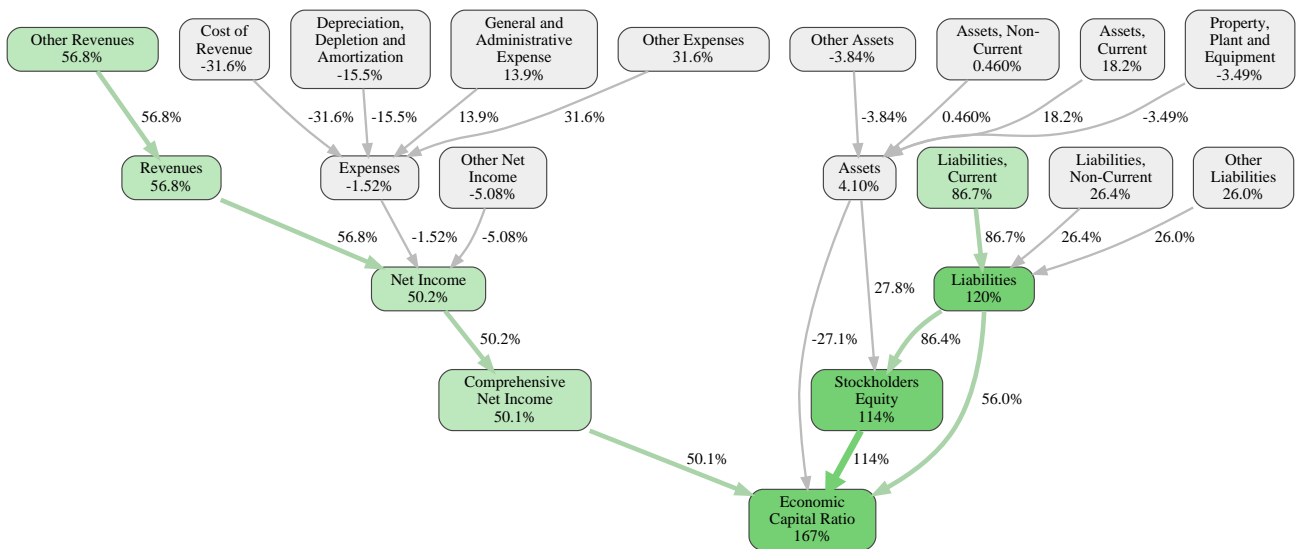 Other Revenues
56.8%
Cost of
Revenue
-31.6%
Depreciation,
Depletion and
Amortization
-15.5%
General and
Administrative
Expense
13.9%
Other Expenses
31.6%
Other Assets
-3.84%
Assets, Non-
Current
0.460%
Assets,
Current
18.2%
Property,
Plant and
Equipment
-3.49%
56.8%
-31.6%
-15.5%
13.9%
31.6%
-3.84%
0.460%
18.2%
-3.49%
Revenues
56.8%
Expenses
-1.52%
Other Net
Income
-5.08%
Assets
4.10%
Liabilities,
Current
86.7%
Liabilities,
Non-Current
26.4%
Other
Liabilities
26.0%
56.8%
-1.52%
-5.08%
86.7%
26.4%
26.0%
Net Income
50.2%
27.8%
Liabilities
120%
50.2%
-27.1%
86.4%
Comprehensive
Net Income
50.1%
Stockholders
Equity
114%
56.0%
50.1%
114%
Economic
Capital Ratio
167%